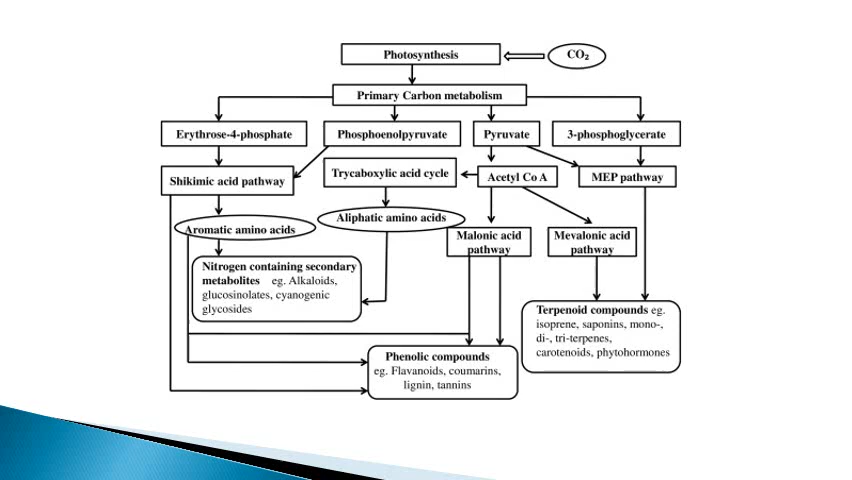 Photosynthesis
CO₂
Primary Carbon metabolism
Erythrose-4-phosphate
Phosphoenolpyruvate
Pyruvate
3-phosphoglycerate
Shikimic acid pathway
Trycaboxylic acid cycle
Acetyl Co A
MEP pathway
Aromatic amino acids
Aliphatic amino acids
Malonic acid
pathway
Mevalonic acid
pathway
Nitrogen containing secondary
metabolites eg. Alkaloids,
glucosinolates, cyanogenic
glycosides
Terpenoid compounds eg.
isoprene, saponins, mono-,
di-, tri-terpenes,
carotenoids, phytohormones
Phenolic compounds
eg. Flavanoids, coumarins,
lignin, tannins